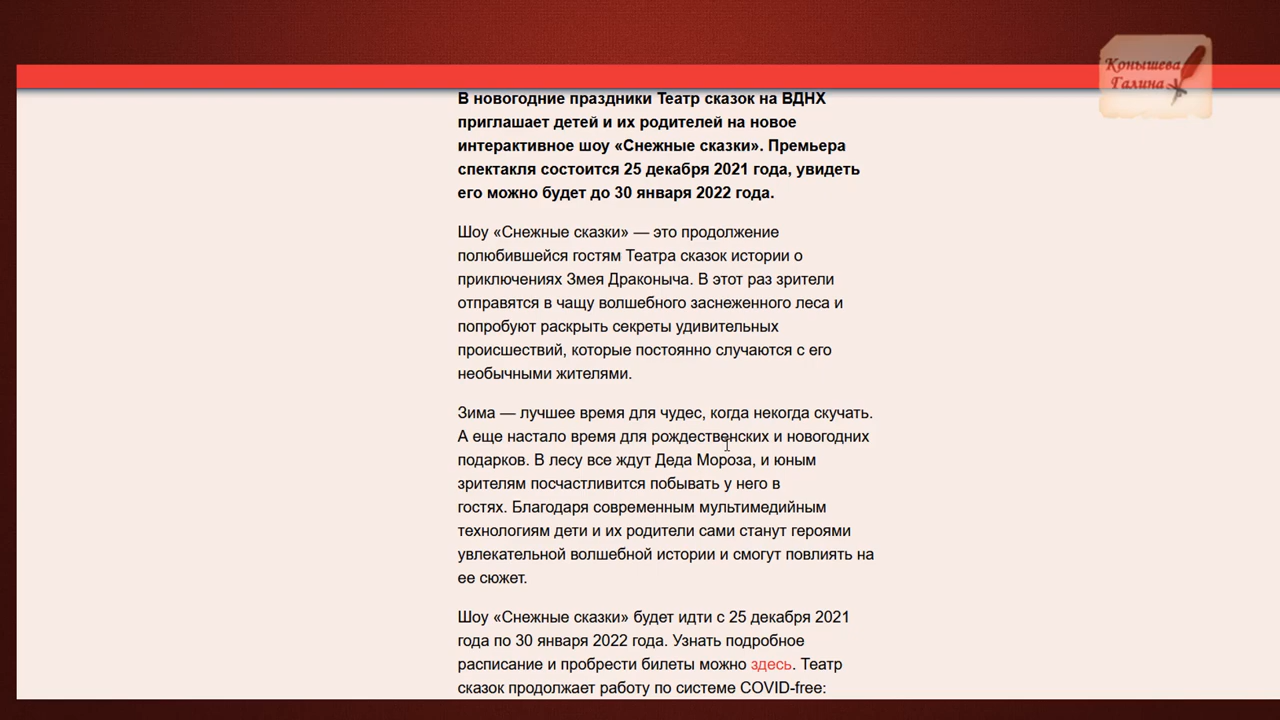 Конышева
Галина
В новогодние праздники Театр сказок на ВДНХ
приглашает детей и их родителей на новое
интерактивное шоу «Снежные сказки». Премьера
спектакля состоится 25 декабря 2021 года, увидеть
его можно будет до 30 января 2022 года.
Шоу «Снежные сказки» — это продолжение
полюбившейся гостям Театра сказок истории о
приключениях Змея Драконыча. В этот раз зрители
отправятся в чащу волшебного заснеженного леса и
попробуют раскрыть секреты удивительных
происшествий, которые постоянно случаются с его
необычными жителями.
Зима — лучшее время для чудес, когда некогда скучать.
А еще настало время для рождественских и новогодних
подарков. В лесу все ждут Деда Мороза, и юным
зрителям посчастливится побывать у него в
гостях. Благодаря современным мультимедийным
технологиям дети и их родители сами станут героями
увлекательной волшебной истории и смогут повлиять на
ее сюжет.
Шоу «Снежные сказки» будет идти с 25 декабря 2021
года по 30 января 2022 года. Узнать подробное
расписание и пробрести билеты можно здесь. Театр
сказок продолжает работу по системе COVID-free: